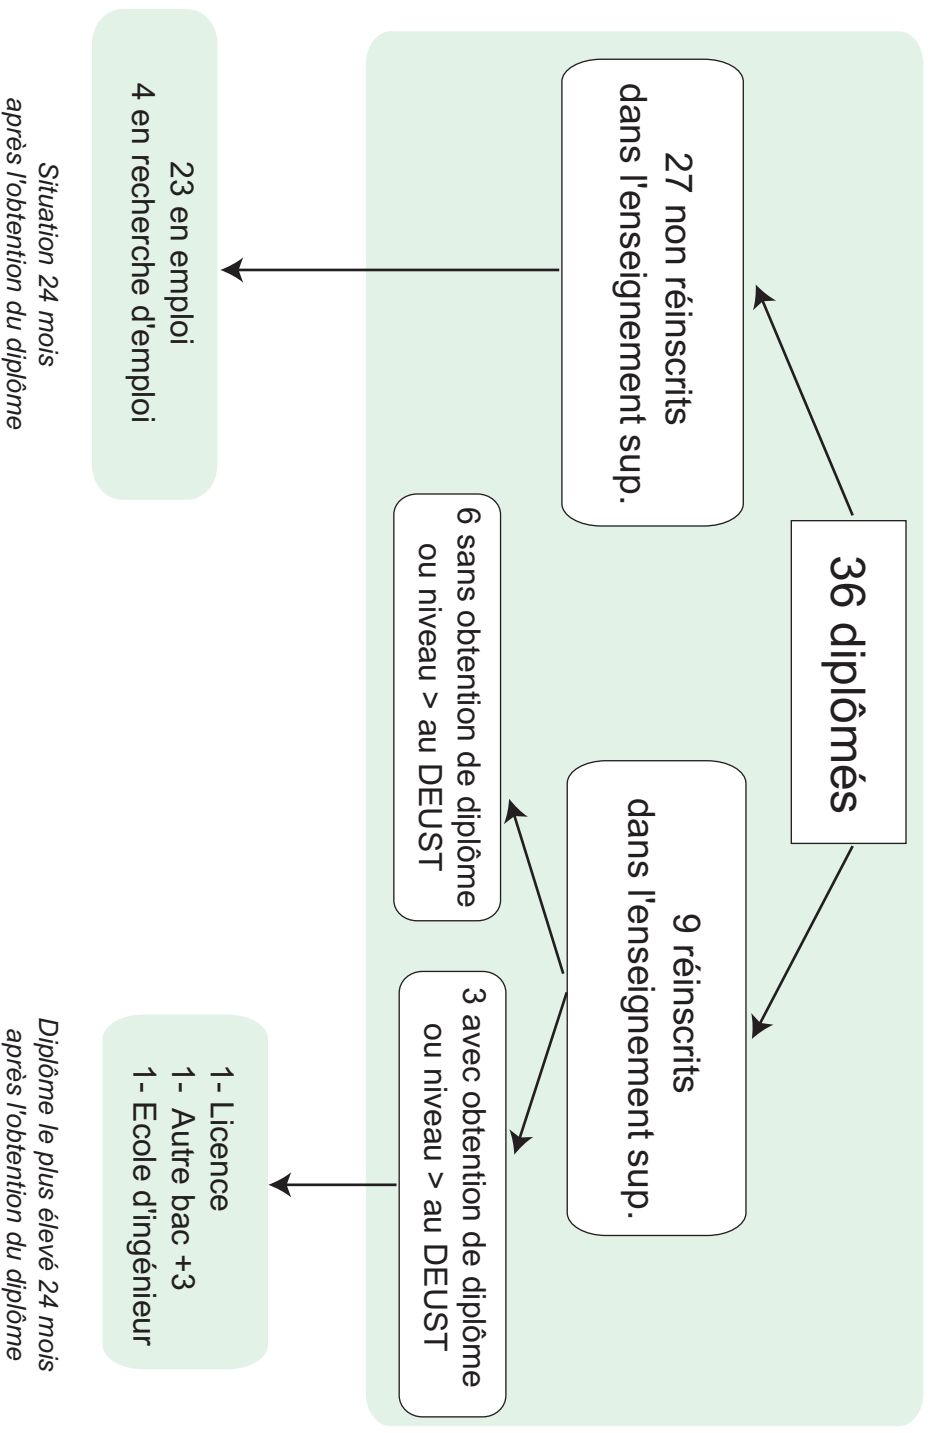 36 diplômés
27 non réinscrits
dans l'enseignement sup.
9 réinscrits
dans l'enseignement sup.
6 sans obtention de diplôme
ou niveau > au DEUST
3 avec obtention de diplôme
ou niveau > au DEUST
23 en emploi
4 en recherche d'emploi
1- Licence
1- Autre bac +3
1- Ecole d'ingénieur
Situation 24 mois
après l'obtention du diplôme
Diplôme le plus élevé 24 mois
après l'obtention du diplôme